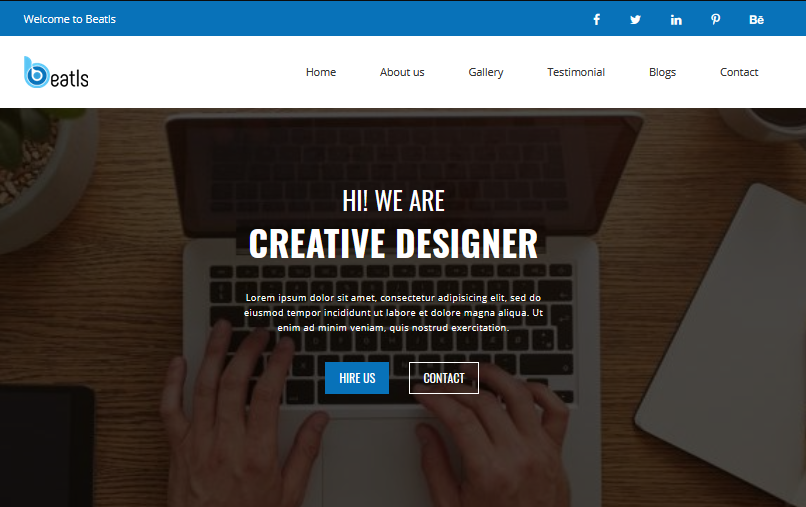 Welcome to Beatls
Bē
beatls
Home About us Gallery Testimonial Blogs Contact
HI! WE ARE
CREATIVE DESIGNER
Lorem ipsum dolor sit amet, consectetur adipisicing elit, sed do
eiusmod tempor incididunt ut labore et dolore magna aliqua. Ut
enim ad minim veniam, quis nostrud exercitation.
HIRE US CONTACT